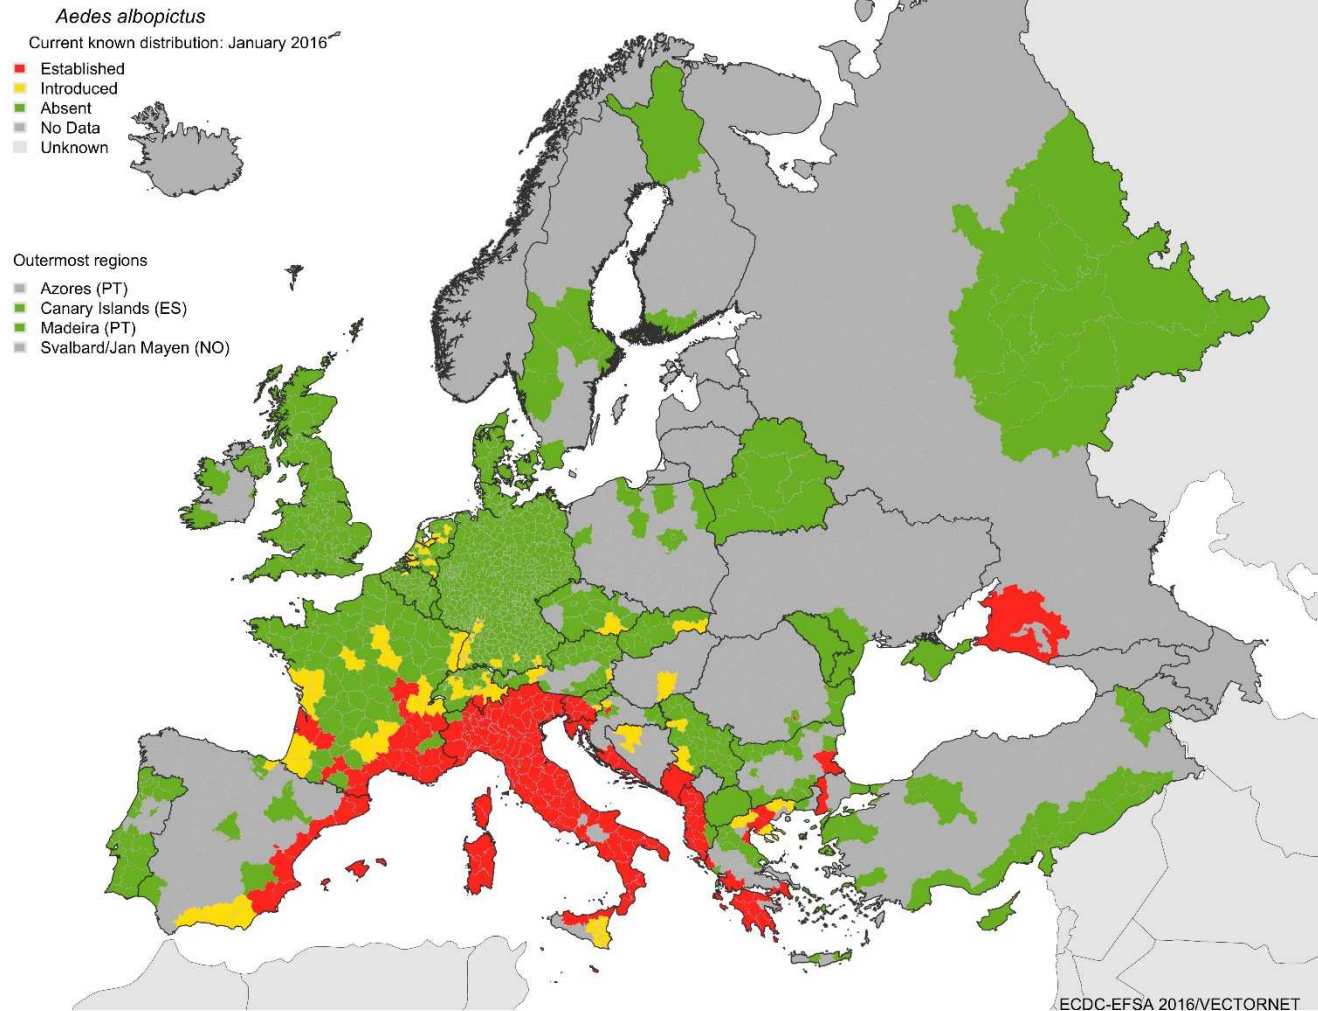 Aedes albopictus
Current known distribution: January 2016
Established
Introduced
Absent
No Data
Unknown
Outermost regions
Azores (PT)
Canary Islands (ES)
Madeira (PT)
Svalbard/Jan Mayen (NO)
ECDC-EFSA 2016/VECTORNET